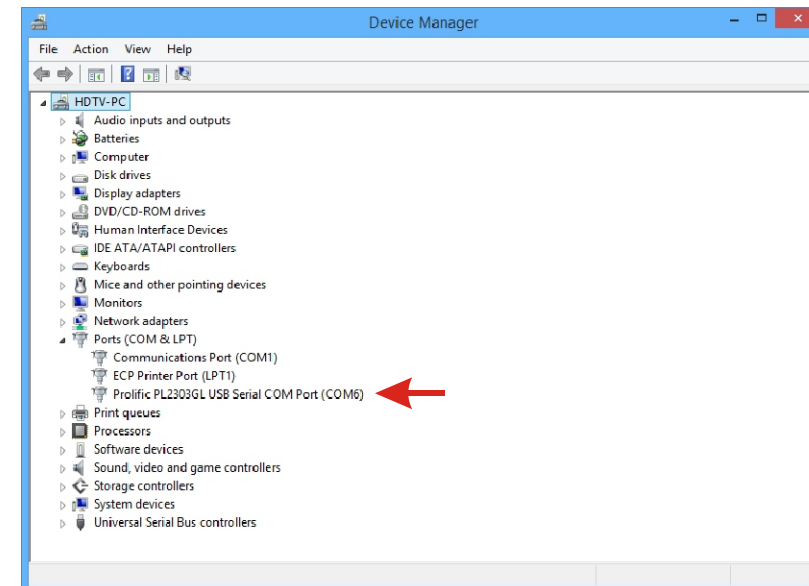 Device Manager
File Action View Help
HDTV-PC
Audio inputs and outputs
Batteries
Computer
Disk drives
Display adapters
DVD/CD-ROM drives
Human Interface Devices
IDE ATA/ATAPI controllers
Keyboards
Mice and other pointing devices
Monitors
Network adapters
Ports (COM & LPT)
Communications Port (COM1)
ECP Printer Port (LPT1)
Prolific PL2303GL USB Serial COM Port (COM6)
Print queues
Processors
Software devices
Sound, video and game controllers
Storage controllers
System devices
Universal Serial Bus controllers